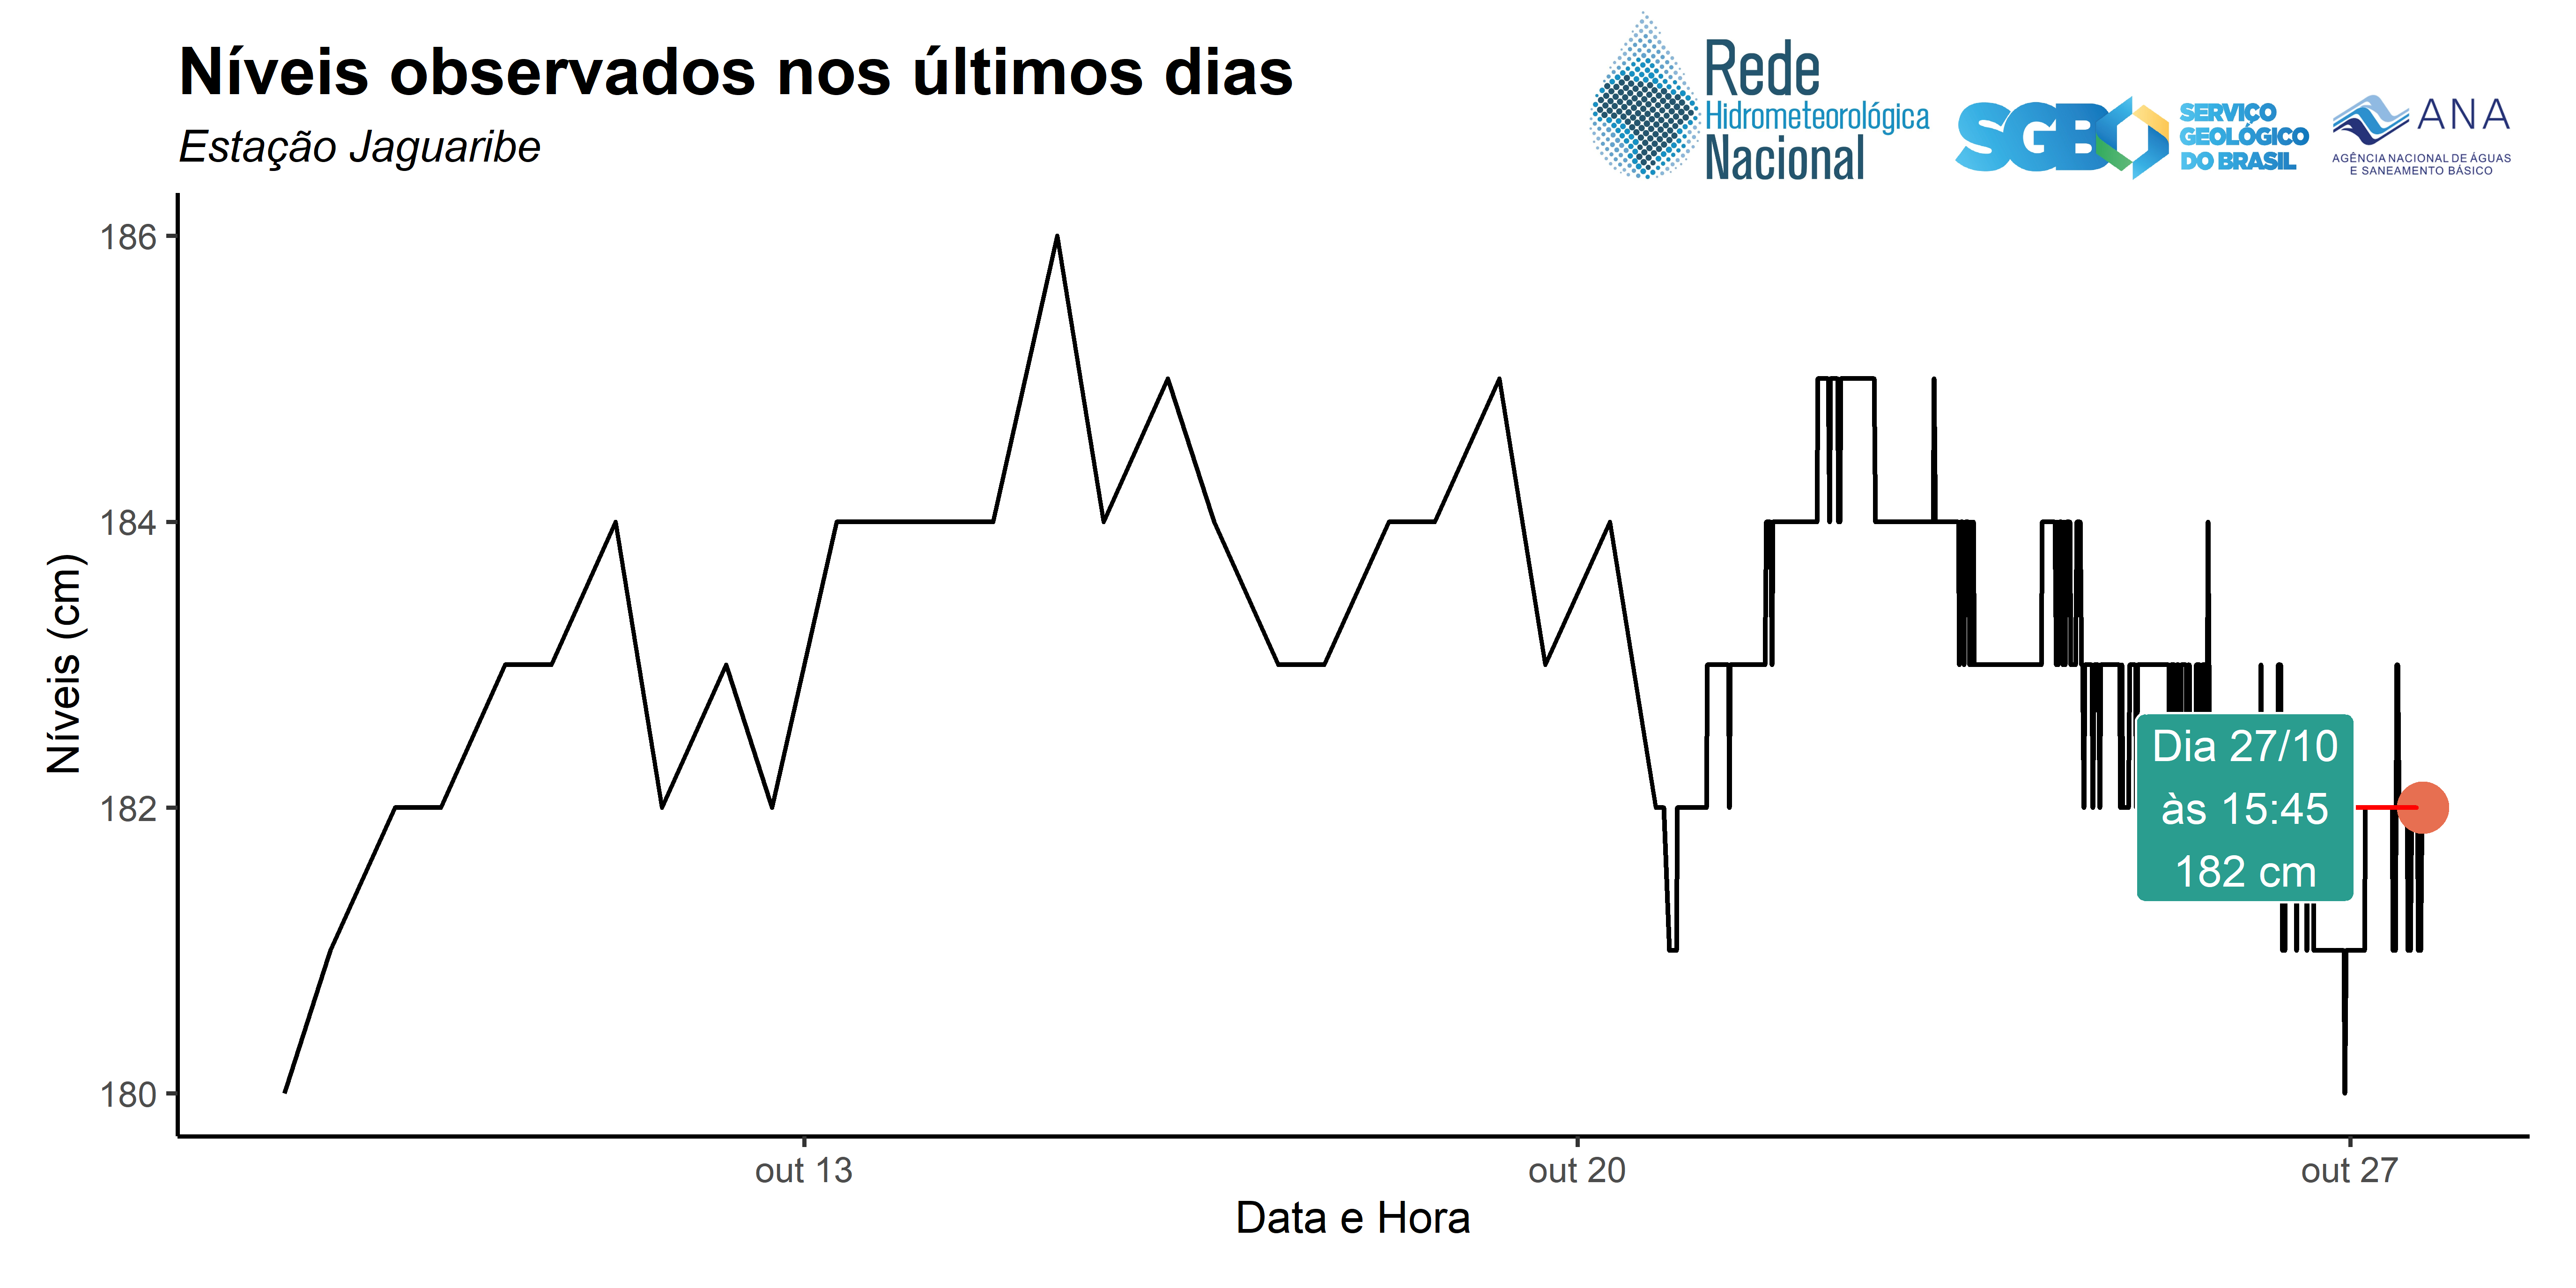 Níveis observados nos últimos dias
Estação Jaguaribe
Rede
Hidrometeorológica
Nacional
SGB
SERVIÇO
GEOLÓGICO
DO BRASIL
ANA
AGÊNCIA NACIONAL DE ÁGUAS
E SANEAMENTO BÁSICO
Níveis (cm)
186
184
182
180
Dia 27/10
às 15:45
182 cm
out 13
out 20
out 27
Data e Hora